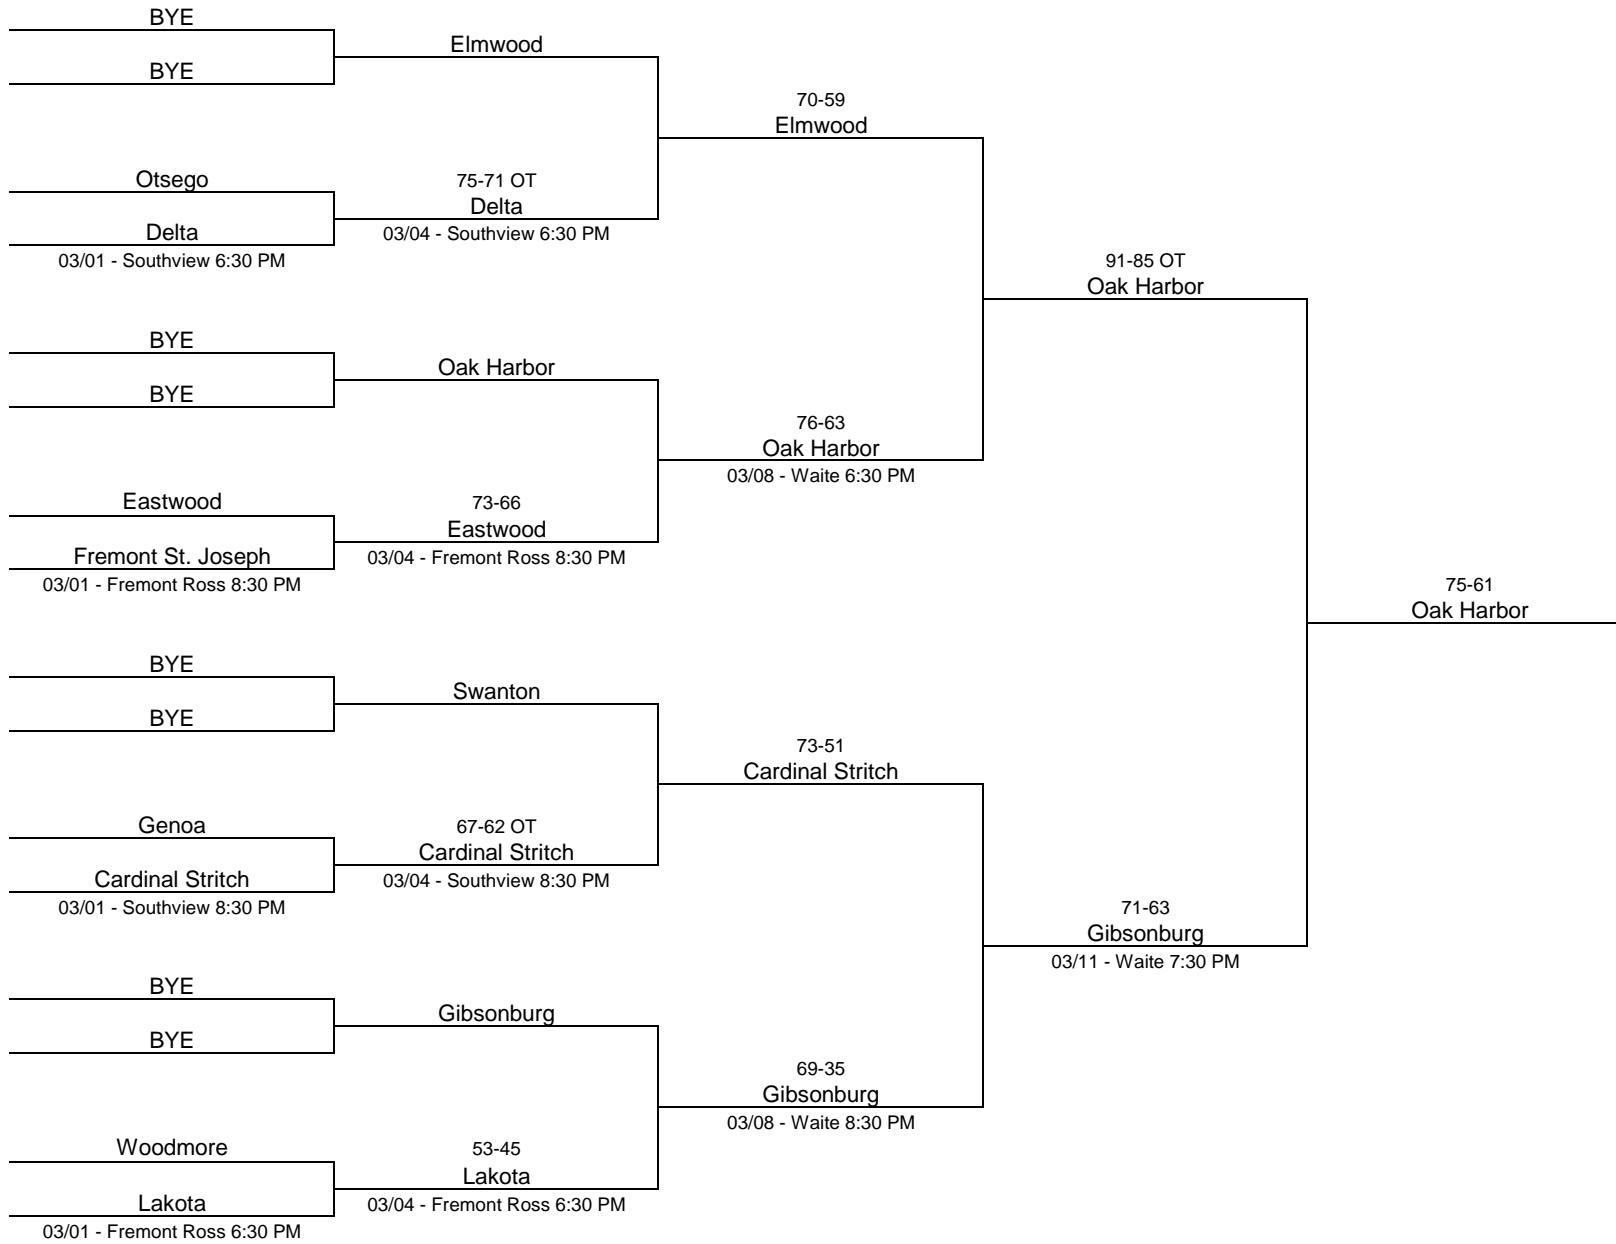 BYE
Elmwood
BYE
70-59
Elmwood
Otsego
75-71 OT
Delta
Delta
03/04 - Southview 6:30 PM
03/01 - Southview 6:30 PM
91-85 OT
Oak Harbor
BYE
Oak Harbor
BYE
76-63
Oak Harbor
03/08 - Waite 6:30 PM
Eastwood
73-66
Eastwood
Fremont St. Joseph
03/04 - Fremont Ross 8:30 PM
03/01 - Fremont Ross 8:30 PM
75-61
Oak Harbor
BYE
Swanton
BYE
73-51
Cardinal Stritch
Genoa
67-62 OT
Cardinal Stritch
Cardinal Stritch
03/04 - Southview 8:30 PM
03/01 - Southview 8:30 PM
71-63
Gibsonburg
03/11 - Waite 7:30 PM
BYE
Gibsonburg
BYE
69-35
Gibsonburg
03/08 - Waite 8:30 PM
Woodmore
53-45
Lakota
Lakota
03/04 - Fremont Ross 6:30 PM
03/01 - Fremont Ross 6:30 PM